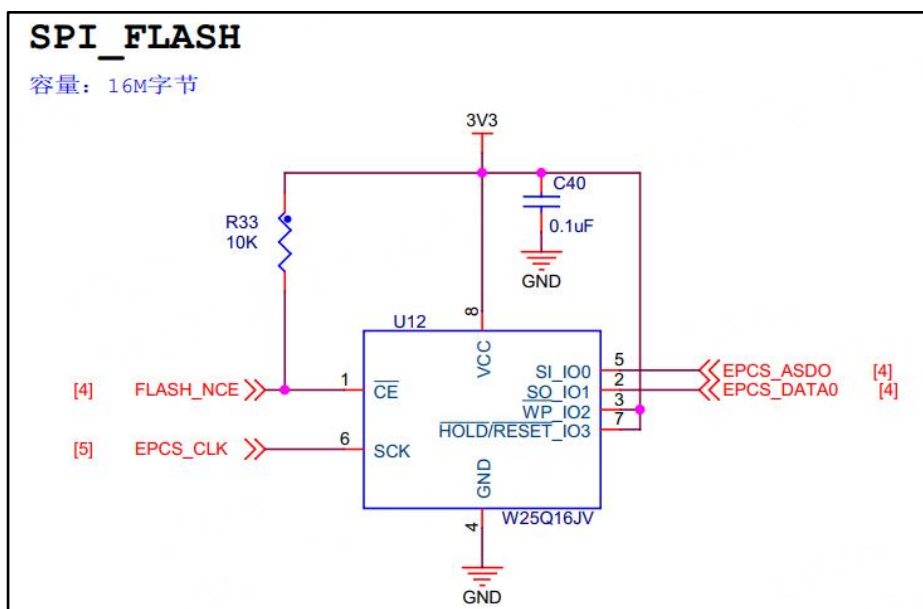 SPI_FLASH
容量：16M字节
3V3
R33
10K
C40
0.1uF
GND
U12
8
VCC
[4] FLASH_NCE 1 CE
[5] EPCS_CLK 6 SCK
SI_IO0 5 EPCS_ASDO [4]
SO_IO1 2 EPCS_DATA0 [4]
WP_IO2 3
HOLD/RESET_IO3 7
GND
4
W25Q16JV
GND